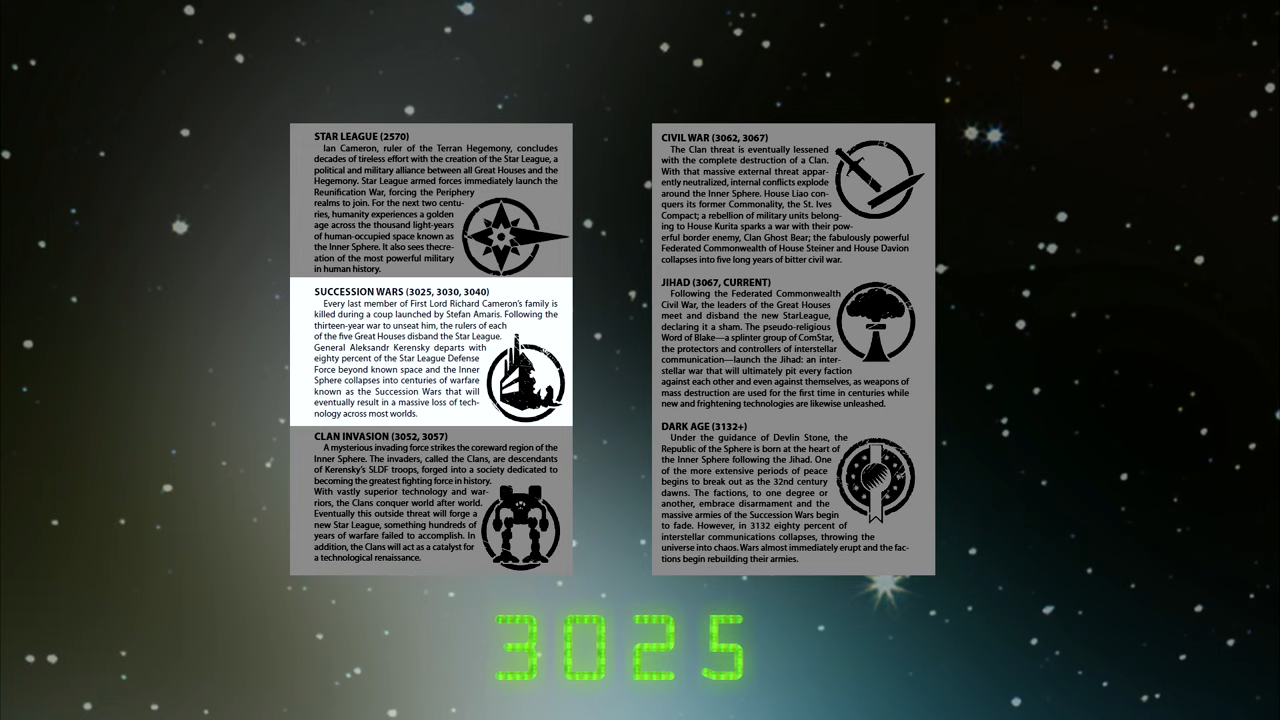 STAR LEAGUE (2570)
Ian Cameron, ruler of the Terran Hegemony, concludes
decades of tireless effort with the creation of the Star League, a
political and military alliance between all Great Houses and the
Hegemony. Star League armed forces immediately launch the
Reunification War, forcing the Periphery
realms to join. For the next two centu-
ries, humanity experiences a golden
age across the thousand light-years
of human-occupied space known as
the Inner Sphere. It also sees thecre-
ation of the most powerful military
in human history.
SUCCESSION WARS (3025, 3030, 3040)
Every last member of First Lord Richard Cameron's family is
killed during a coup launched by Stefan Amaris. Following the
thirteen-year war to unseat him, the rulers of each
of the five Great Houses disband the Star League.
General Aleksandr Kerensky departs with
eighty percent of the Star League Defense
Force beyond known space and the Inner
Sphere collapses into centuries of warfare
known as the Succession Wars that will
eventually result in a massive loss of tech-
nology across most worlds.
CLAN INVASION (3052, 3057)
A mysterious invading force strikes the coreward region of the
Inner Sphere. The invaders, called the Clans, are descendants
of Kerensky's SLDF troops, forged into a society dedicated to
becoming the greatest fighting force in history.
With vastly superior technology and war-
riors, the Clans conquer world after world.
Eventually this outside threat will forge a
new Star League, something hundreds of
years of warfare failed to accomplish. In
addition, the Clans will act as a catalyst for
a technological renaissance.
CIVIL WAR (3062, 3067)
The Clan threat is eventually lessened
with the complete destruction of a Clan.
With that massive external threat appar-
ently neutralized, internal conflicts explode
around the Inner Sphere. House Liao con-
quers its former Commonality, the St. Ives
Compact; a rebellion of military units belong-
ing to House Kurita sparks a war with their pow-
erful border enemy, Clan Ghost Bear; the fabulously powerful
Federated Commonwealth of House Steiner and House Davion
collapses into five long years of bitter civil war.
JIHAD (3067, CURRENT)
Following the Federated Commonwealth
Civil War, the leaders of the Great Houses
meet and disband the new StarLeague,
declaring it a sham. The pseudo-religious
Word of Blake—a splinter group of ComStar,
the protectors and controllers of interstellar
communication—launch the Jihad: an inter-
stellar war that will ultimately pit every faction
against each other and even against themselves, as weapons of
mass destruction are used for the first time in centuries while
new and frightening technologies are likewise unleashed.
DARK AGE (3132+)
Under the guidance of Devlin Stone, the
Republic of the Sphere is born at the heart of
the Inner Sphere following the Jihad. One
of the more extensive periods of peace
begins to break out as the 32nd century
dawns. The factions, to one degree or
another, embrace disarmament and the
massive armies of the Succession Wars begin
to fade. However, in 3132 eighty percent of
interstellar communications collapses, throwing the
universe into chaos. Wars almost immediately erupt and the fac-
tions begin rebuilding their armies.
3025